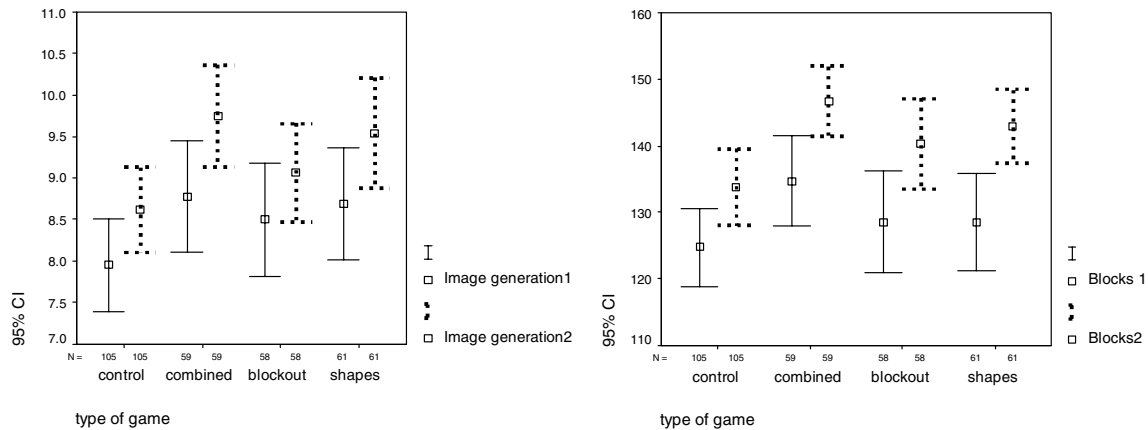 11.0
10.5
10.0
9.5
9.0
8.5
8.0
7.5
7.0
95% CI
N = 105 105 59 59 58 58 61 61
control combined blockout shapes
type of game
Image generation1
Image generation2
160
150
140
130
120
110
95% CI
N = 105 105 59 59 58 58 61 61
control combined blockout shapes
type of game
Blocks 1
Blocks2